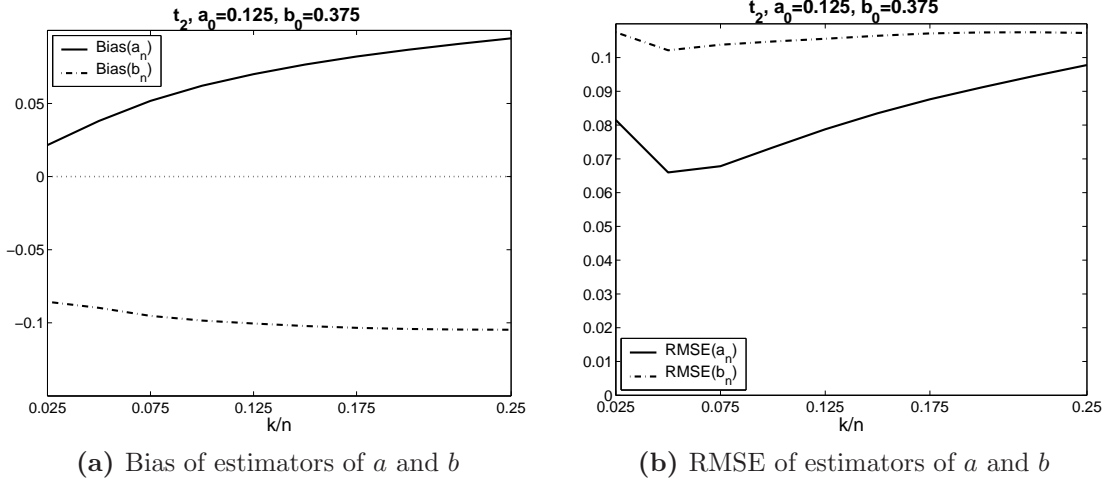 t2, a0=0.125, b0=0.375
Bias(an)
Bias(bn)
0.05
0
−0.05
−0.1
0.025
0.075
0.125
0.175
0.25
k/n
(a) Bias of estimators of a and b
t2, a0=0.125, b0=0.375
0.1
0.09
0.08
0.07
0.06
0.05
0.04
0.03
0.02
0.01
0
RMSE(an)
RMSE(bn)
0.025
0.075
0.125
0.175
0.25
k/n
(b) RMSE of estimators of a and b